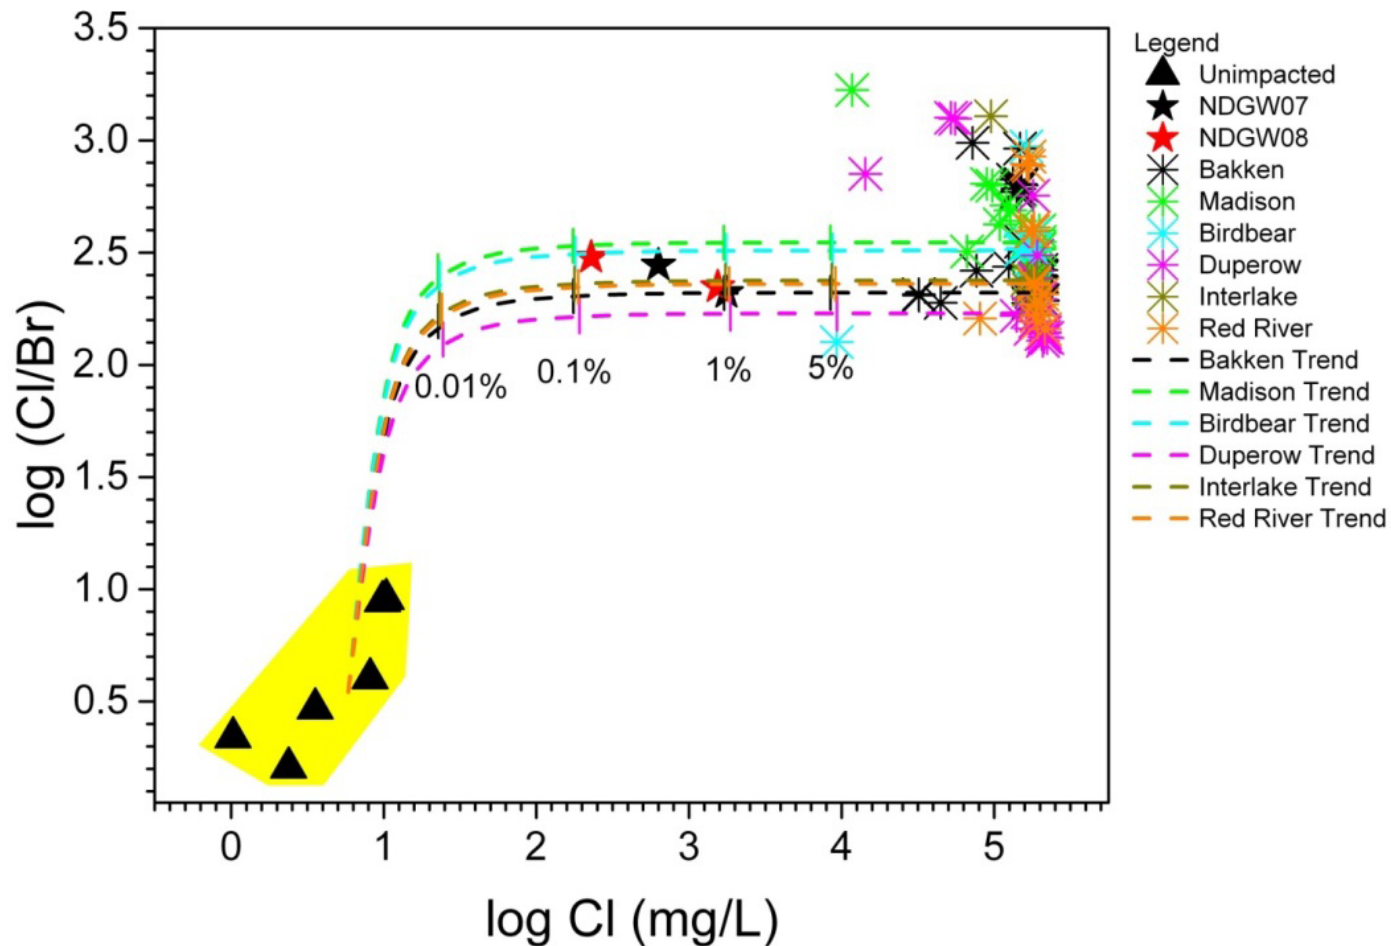 3.5
3.0
2.5
2.0
1.5
1.0
0.5
log (Cl/Br)
0.01%
0.1%
1%
5%
0
1
2
3
4
5
log Cl (mg/L)
Legend
Unimpacted
NDGW07
NDGW08
Bakken
Madison
Birdbear
Duperow
Interlake
Red River
Bakken Trend
Madison Trend
Birdbear Trend
Duperow Trend
Interlake Trend
Red River Trend